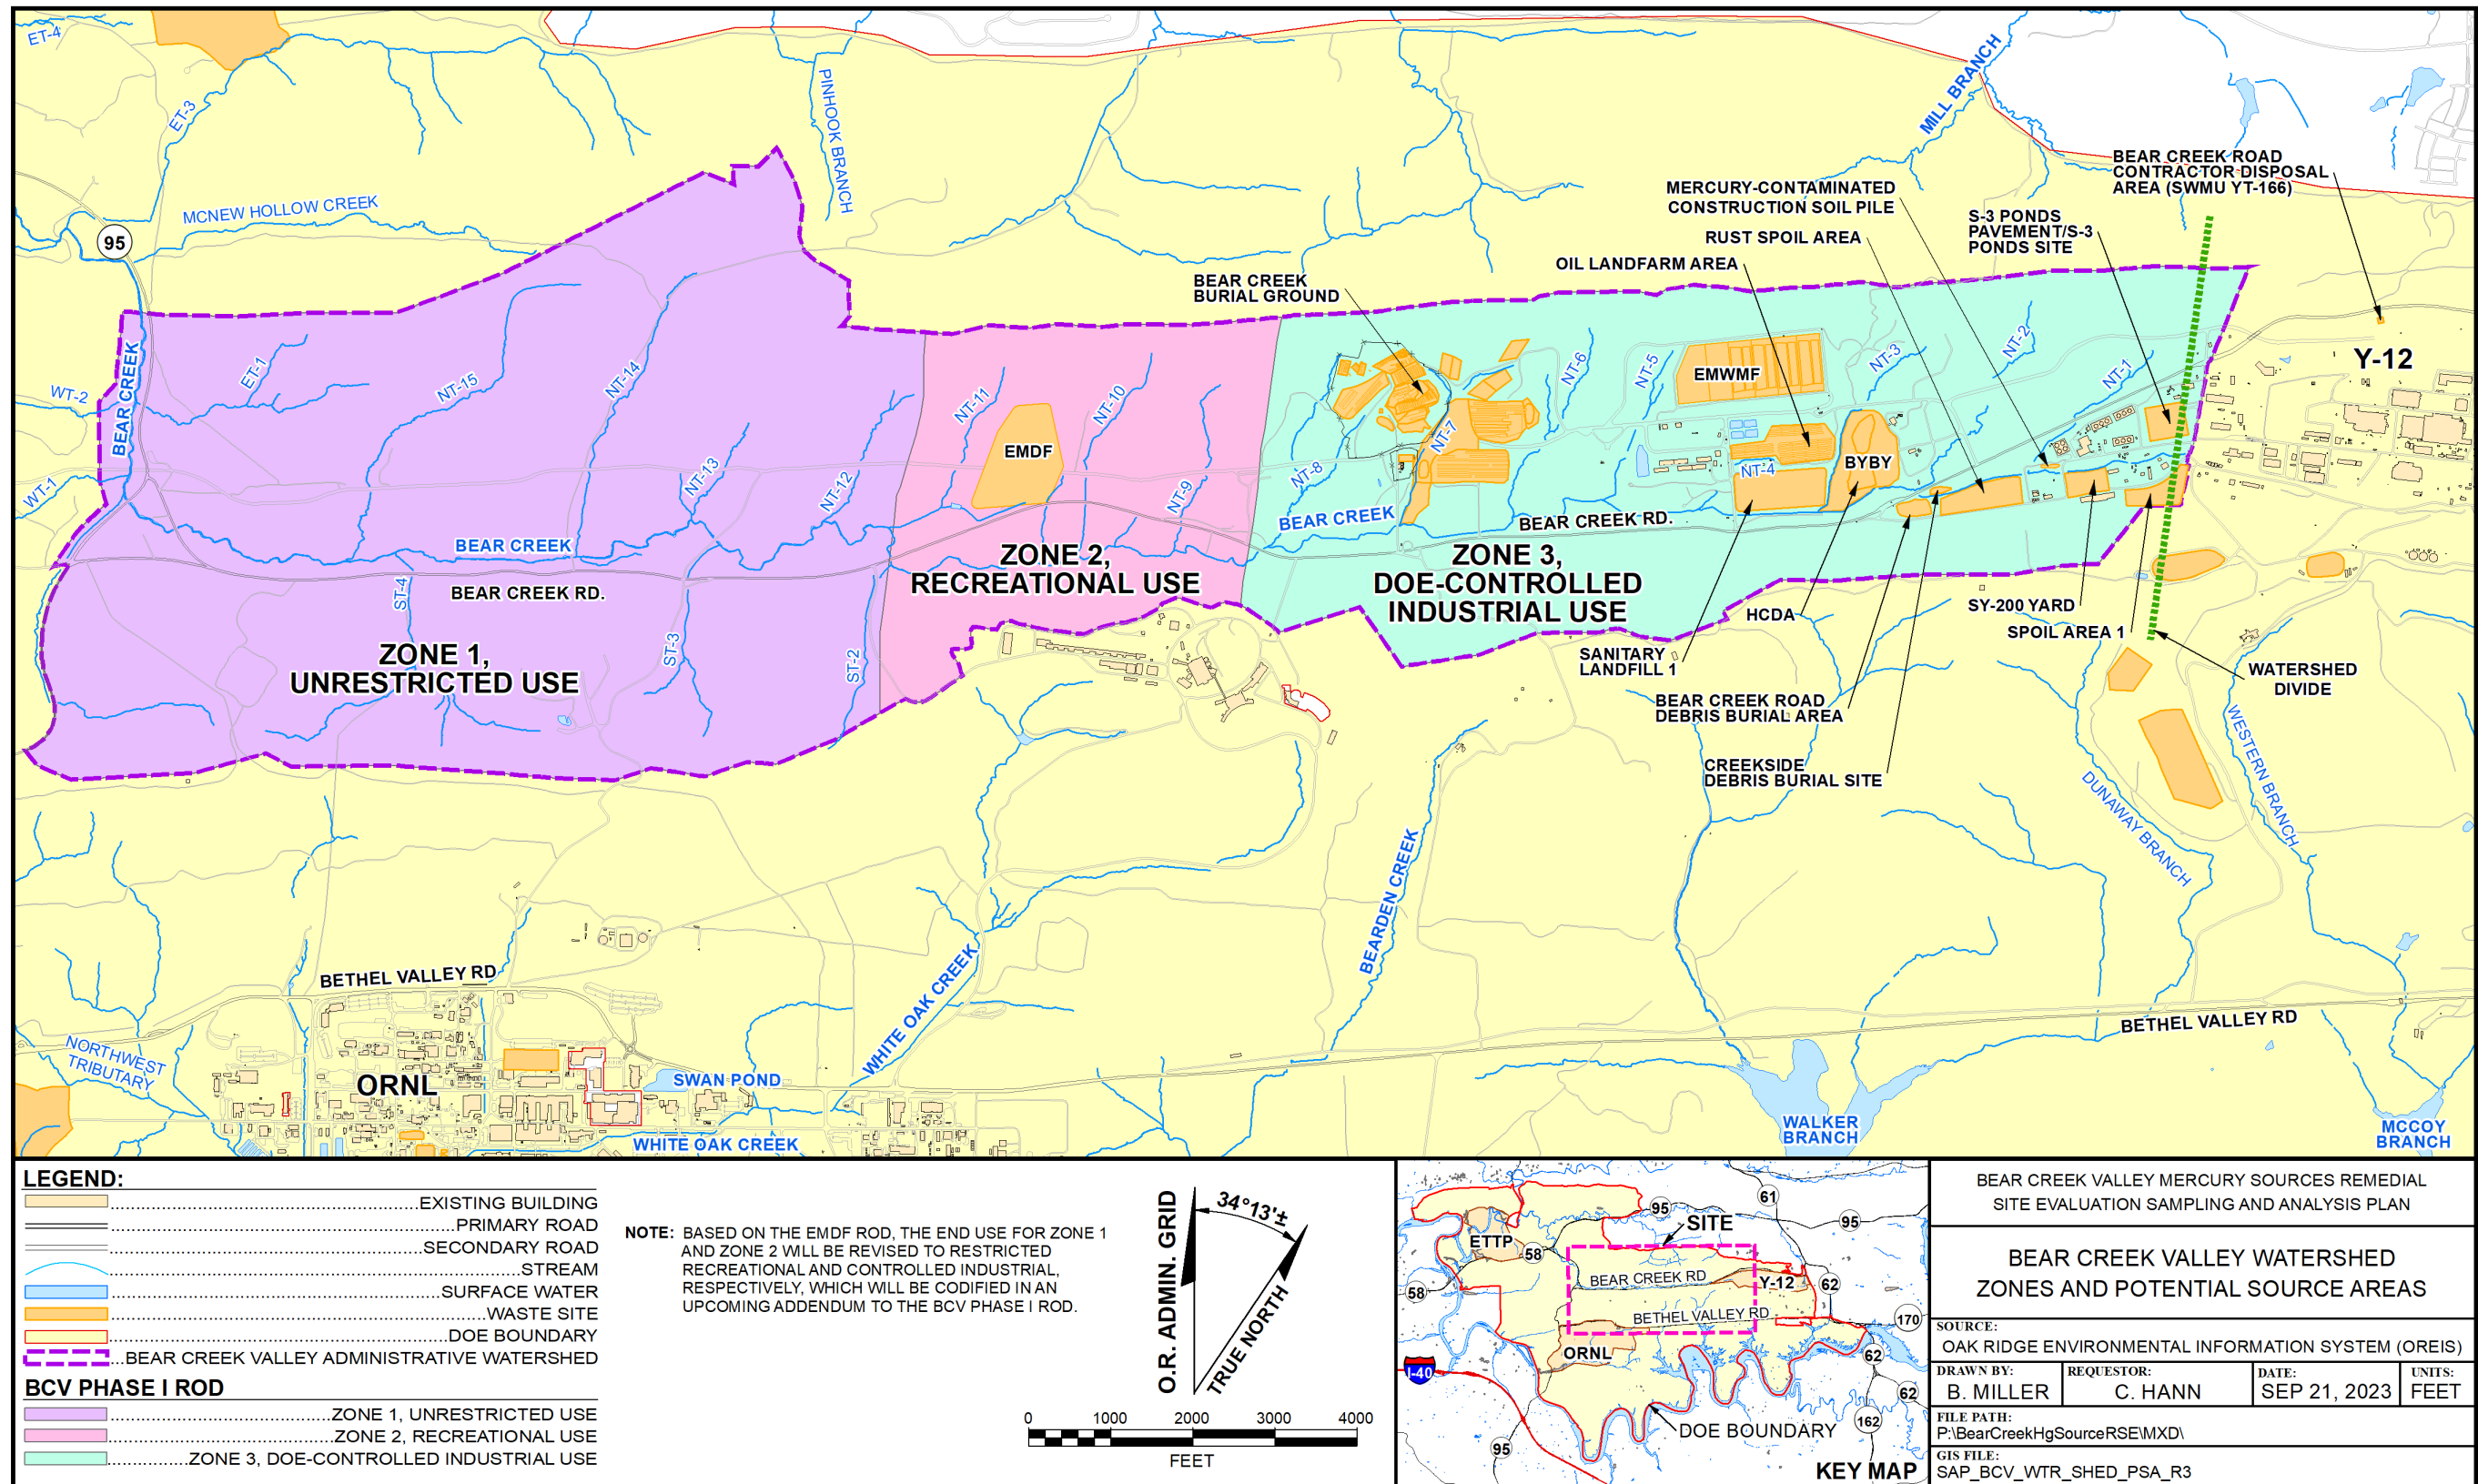 ET-4
ET-3
PINHOOK BRANCH
MILL BRANCH
MCNEW HOLLOW CREEK
95
BEAR CREEK ROAD
CONTRACTOR DISPOSAL
AREA (SWMU YT-166)
MERCURY-CONTAMINATED
CONSTRUCTION SOIL PILE
S-3 PONDS
PAVEMENT/S-3
PONDS SITE
RUST SPOIL AREA
OIL LANDFARM AREA
BEAR CREEK
BURIAL GROUND
WT-2
BEAR CREEK
ET-1
NT-15
NT-14
NT-11
NT-10
NT-6
NT-5
EMWMF
NT-3
NT-2
NT-1
Y-12
WT-1
NT-13
NT-12
EMDF
NT-9
NT-8
NT-7
NT-4
BYBY
BEAR CREEK
BEAR CREEK RD.
BEAR CREEK
BEAR CREEK RD.
ST-4
ST-3
ST-2
ZONE 1,
UNRESTRICTED USE
ZONE 2,
RECREATIONAL USE
ZONE 3,
DOE-CONTROLLED
INDUSTRIAL USE
HCDA
SY-200 YARD
SPOIL AREA 1
SANITARY
LANDFILL 1
WATERSHED
DIVIDE
BEAR CREEK ROAD
DEBRIS BURIAL AREA
CREEKSIDE
DEBRIS BURIAL SITE
WESTERN BRANCH
DUNAWAY BRANCH
BEARDEN CREEK
WHITE OAK CREEK
BETHEL VALLEY RD
BETHEL VALLEY RD
NORTHWEST
TRIBUTARY
ORNL
SWAN POND
WHITE OAK CREEK
WALKER
BRANCH
MCCOY
BRANCH
LEGEND:
EXISTING BUILDING
PRIMARY ROAD
SECONDARY ROAD
STREAM
SURFACE WATER
WASTE SITE
DOE BOUNDARY
BEAR CREEK VALLEY ADMINISTRATIVE WATERSHED
BCV PHASE I ROD
ZONE 1, UNRESTRICTED USE
ZONE 2, RECREATIONAL USE
ZONE 3, DOE-CONTROLLED INDUSTRIAL USE
NOTE: BASED ON THE EMDF ROD, THE END USE FOR ZONE 1
AND ZONE 2 WILL BE REVISED TO RESTRICTED
RECREATIONAL AND CONTROLLED INDUSTRIAL,
RESPECTIVELY, WHICH WILL BE CODIFIED IN AN
UPCOMING ADDENDUM TO THE BCV PHASE I ROD.
O.R. ADMIN. GRID
34°13'±
TRUE NORTH
0 1000 2000 3000 4000
FEET
61
95
95
SITE
ETTP
58
58
BEAR CREEK RD
Y-12
62
BETHEL VALLEY RD
170
ORNL
62
I-40
62
162
DOE BOUNDARY
95
KEY MAP
BEAR CREEK VALLEY MERCURY SOURCES REMEDIAL
SITE EVALUATION SAMPLING AND ANALYSIS PLAN
BEAR CREEK VALLEY WATERSHED
ZONES AND POTENTIAL SOURCE AREAS
SOURCE:
OAK RIDGE ENVIRONMENTAL INFORMATION SYSTEM (OREIS)
DRAWN BY: REQUESTOR: DATE: UNITS:
B. MILLER C. HANN SEP 21, 2023 FEET
FILE PATH:
P:\BearCreekHgSourceRSE\MXD\
GIS FILE:
SAP_BCV_WTR_SHED_PSA_R3